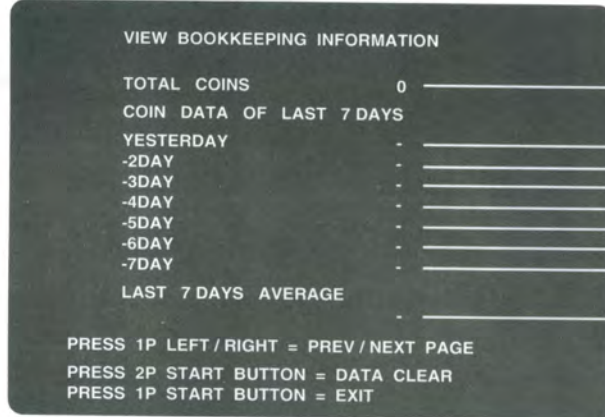 VIEW BOOKKEEPING INFORMATION
TOTAL COINS 0
COIN DATA OF LAST 7 DAYS
YESTERDAY -
-2DAY -
-3DAY -
-4DAY -
-5DAY -
-6DAY -
-7DAY -
LAST 7 DAYS AVERAGE
-
PRESS 1P LEFT / RIGHT = PREV / NEXT PAGE
PRESS 2P START BUTTON = DATA CLEAR
PRESS 1P START BUTTON = EXIT